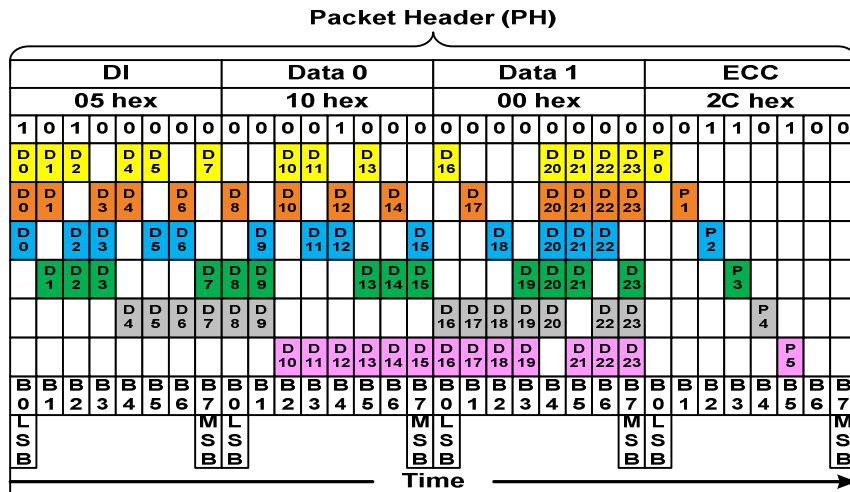 Packet Header (PH)
DI Data 0 Data 1 ECC
05 hex 10 hex 00 hex 2C hex
1 0 1 0 0 0 0 0 0 0 0 0 1 0 0 0 0 0 0 0 0 0 0 0 0 0 1 1 0 1 0 0
D0 D1 D2 D4 D5 D7 D10 D11 D13 D16 D20 D21 D22 D23 P0
D0 D1 D3 D4 D6 D8 D10 D12 D14 D17 D20 D21 D22 D23 P1
D0 D2 D3 D5 D6 D9 D11 D12 D15 D18 D20 D21 D22 P2
D1 D2 D3 D7 D8 D9 D13 D14 D15 D19 D20 D21 D23 P3
D4 D5 D6 D7 D8 D9 D16 D17 D18 D19 D20 D22 D23 P4
D10 D11 D12 D13 D14 D15 D16 D17 D18 D19 D21 D22 D23 P5
B0 B1 B2 B3 B4 B5 B6 B7 B0 B1 B2 B3 B4 B5 B6 B7 B0 B1 B2 B3 B4 B5 B6 B7 B0 B1 B2 B3 B4 B5 B6 B7
LSB MSB LSB MSB LSB MSB LSB MSB
Time